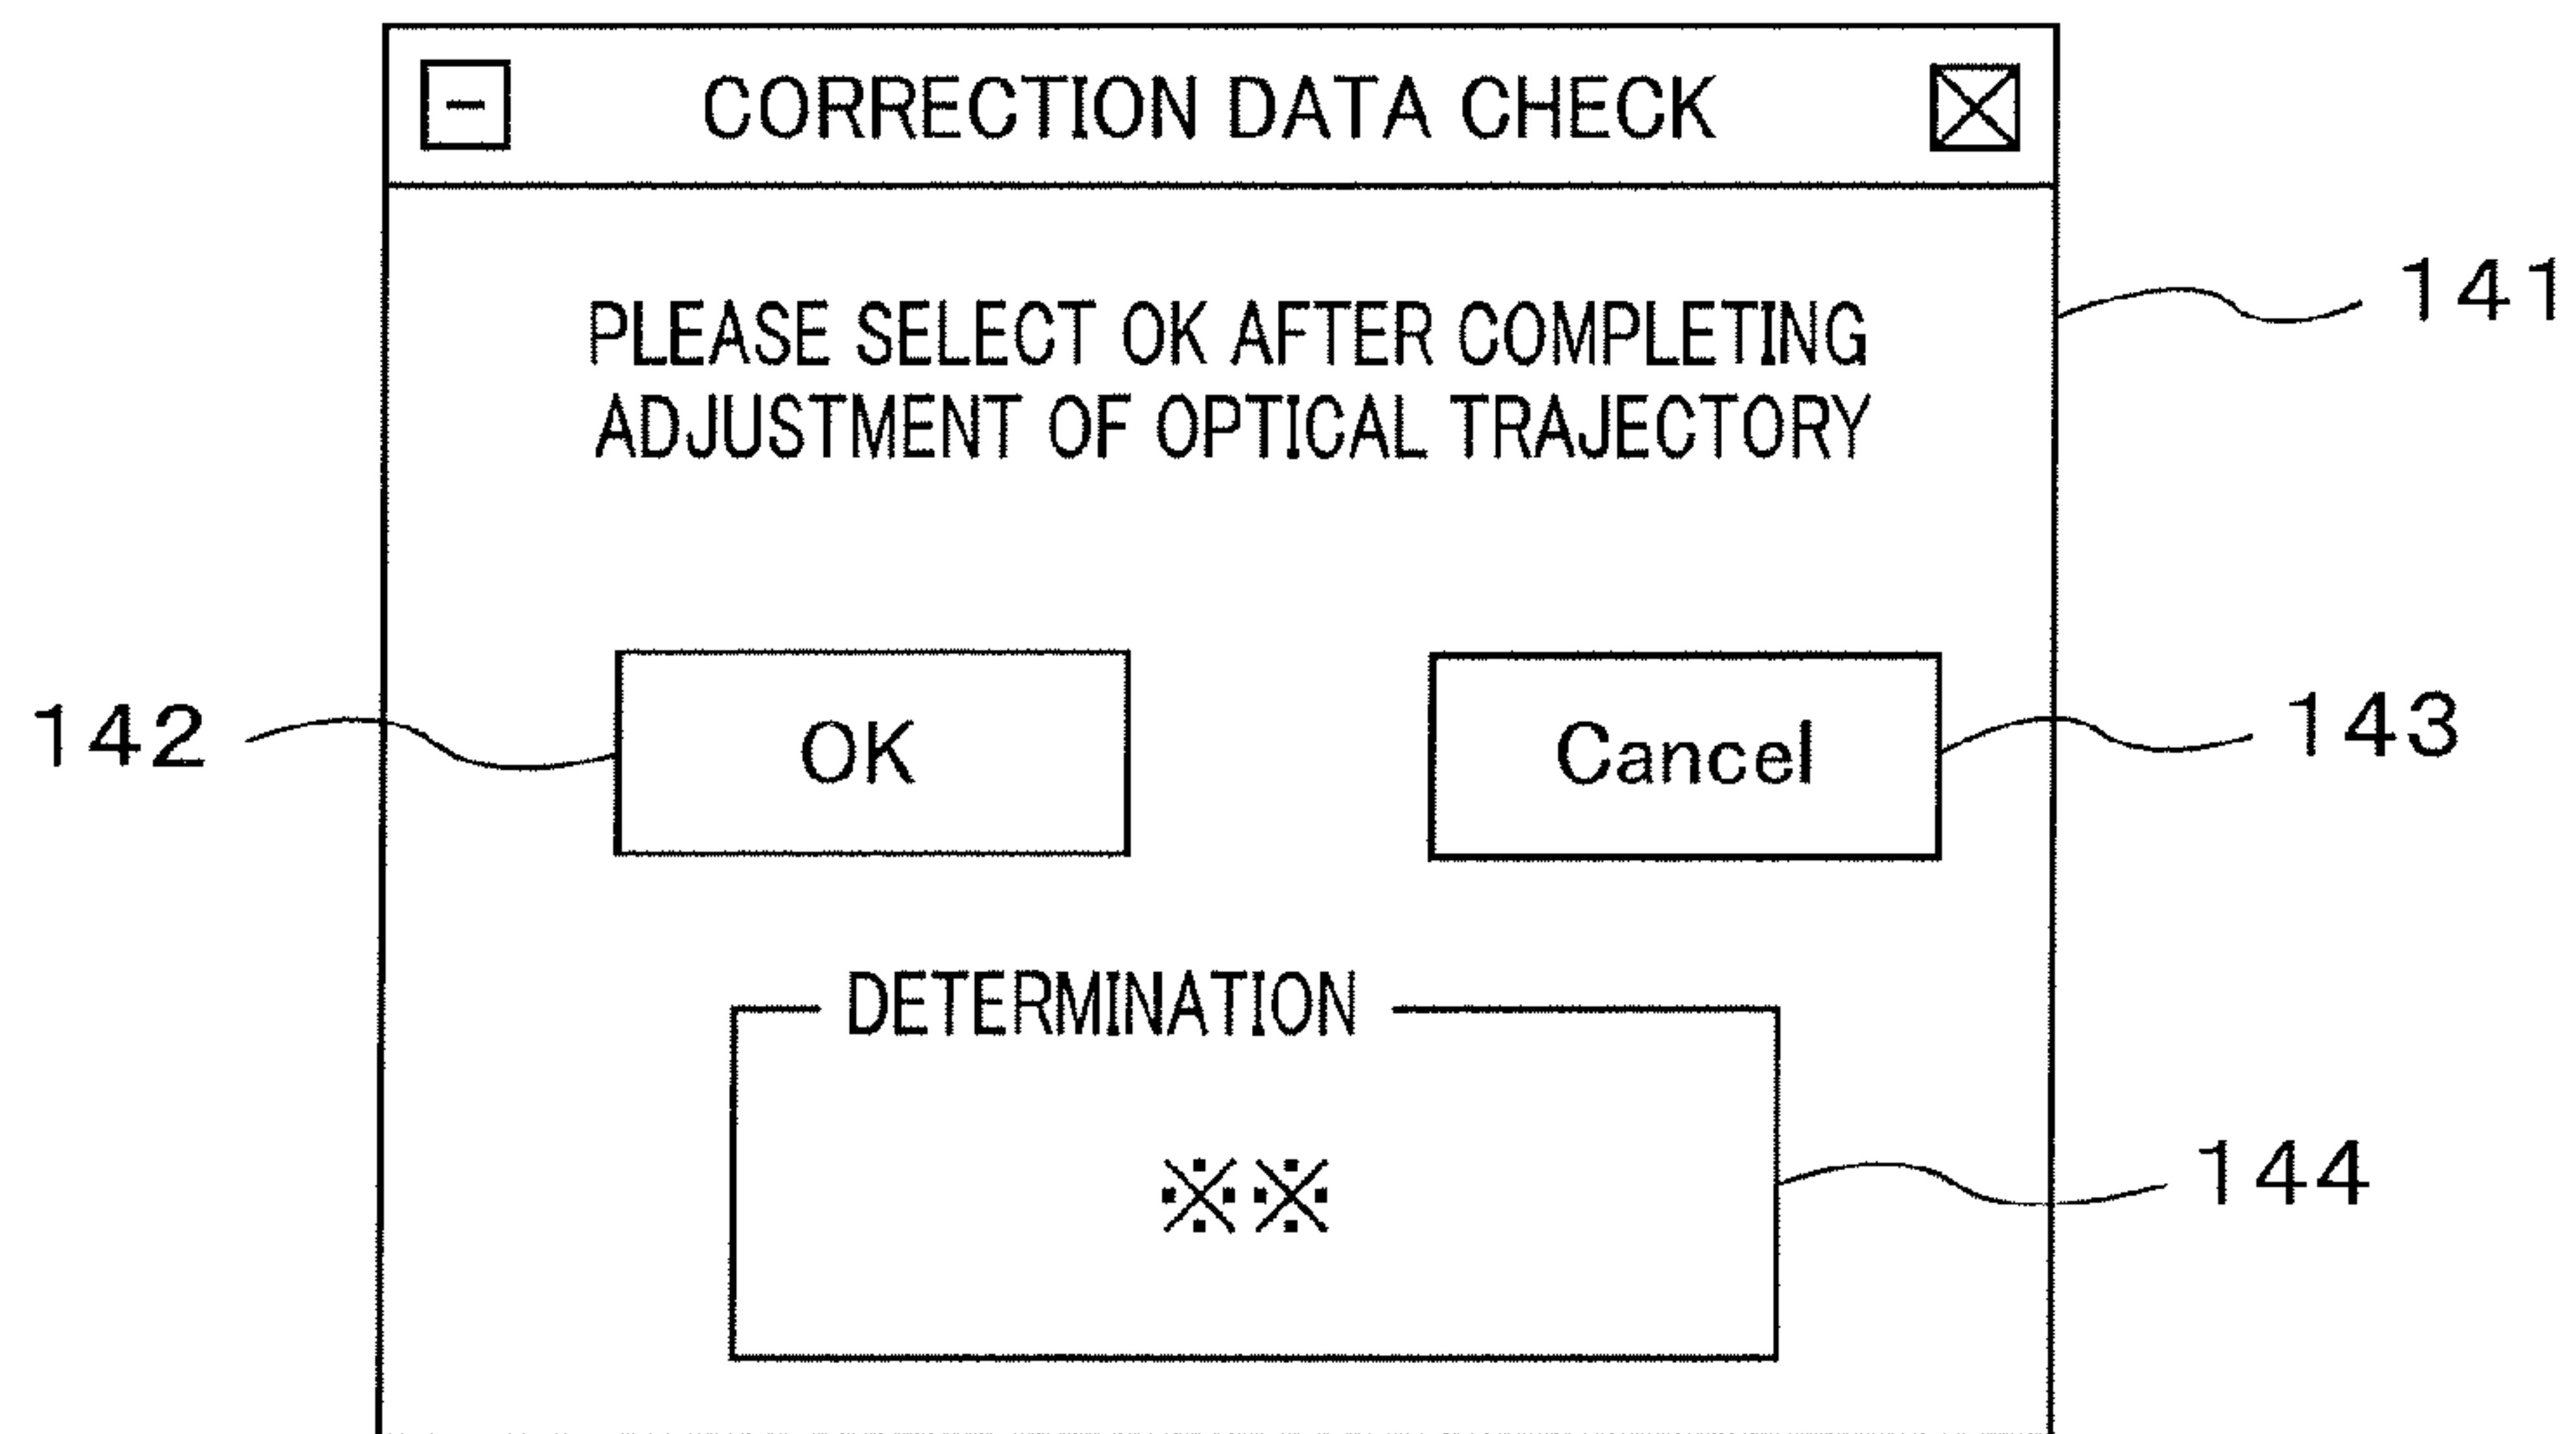 - CORRECTION DATA CHECK
PLEASE SELECT OK AFTER COMPLETING
ADJUSTMENT OF OPTICAL TRAJECTORY
141
142 OK Cancel 143
DETERMINATION
※※ 144